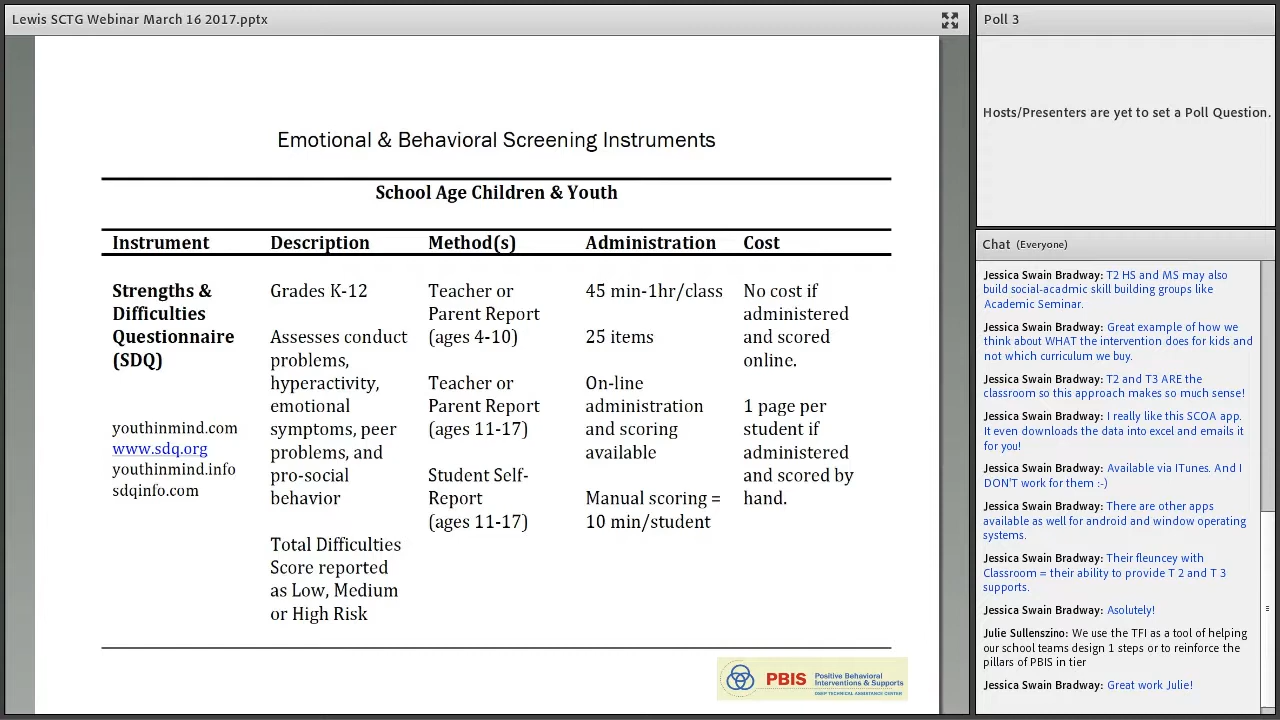 Lewis SCTG Webinar March 16 2017.pptx
Emotional & Behavioral Screening Instruments
School Age Children & Youth
Instrument
Description
Method(s)
Administration
Cost
Strengths &
Difficulties
Questionnaire
(SDQ)
youthinmind.com
www.sdq.org
youthinmind.info
sdqinfo.com
Grades K-12
Assesses conduct
problems,
hyperactivity,
emotional
symptoms, peer
problems, and
pro-social
behavior
Total Difficulties
Score reported
as Low, Medium
or High Risk
Teacher or
Parent Report
(ages 4-10)
Teacher or
Parent Report
(ages 11-17)
Student Self-
Report
(ages 11-17)
45 min-1hr/class
25 items
On-line
administration
and scoring
available
Manual scoring =
10 min/student
No cost if
administered
and scored
online.
1 page per
student if
administered
and scored by
hand.
PBIS
Positive Behavioral
Interventions & Supports
OSEP TECHNICAL ASSISTANCE CENTER
Poll 3
Hosts/Presenters are yet to set a Poll Question.
Chat (Everyone)
Jessica Swain Bradway: T2 HS and MS may also
build social-acadmic skill building groups like
Academic Seminar.
Jessica Swain Bradway: Great example of how we
think about WHAT the intervention does for kids and
not which curriculum we buy.
Jessica Swain Bradway: T2 and T3 ARE the
classroom so this approach makes so much sense!
Jessica Swain Bradway: I really like this SCOA app.
It even downloads the data into excel and emails it
for you!
Jessica Swain Bradway: Available via ITunes. And I
DON'T work for them :-)
Jessica Swain Bradway: There are other apps
available as well for android and window operating
systems.
Jessica Swain Bradway: Their fleuncey with
Classroom = their ability to provide T 2 and T 3
supports.
Jessica Swain Bradway: Asolutely!
Julie Sullenszino: We use the TFI as a tool of helping
our school teams design 1 steps or to reinforce the
pillars of PBIS in tier
Jessica Swain Bradway: Great work Julie!